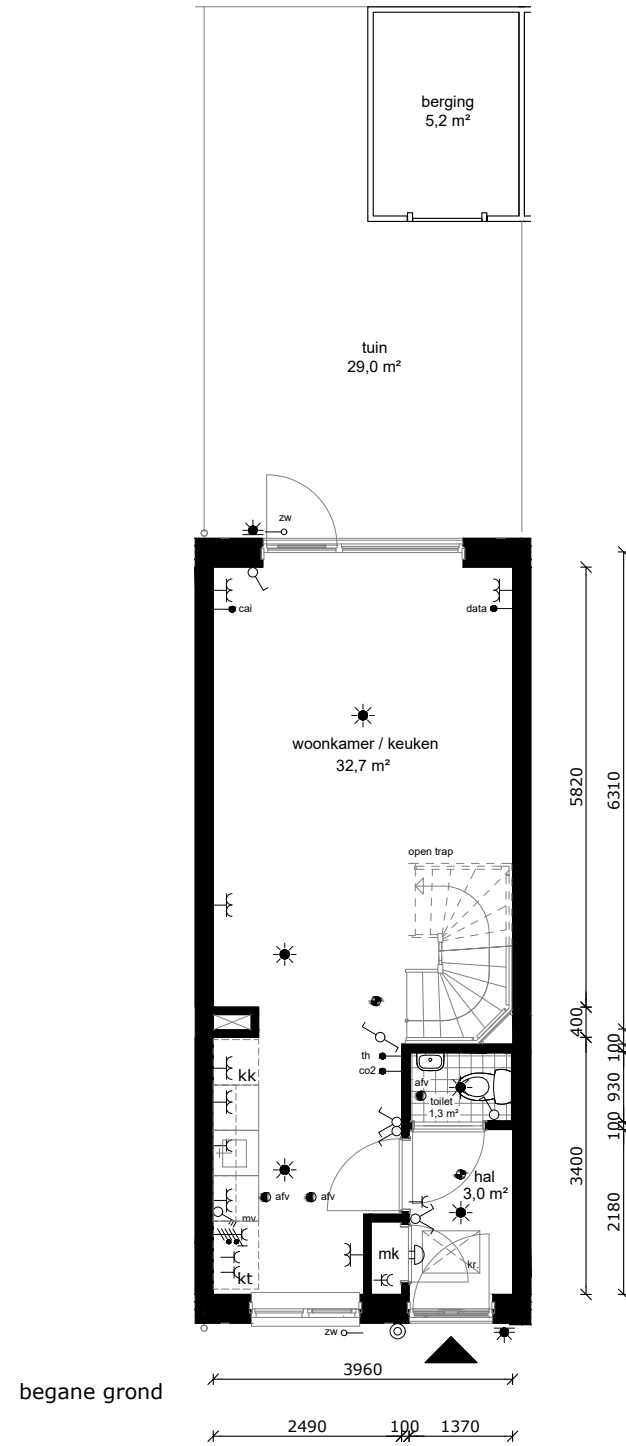 berging
5,2 m²
tuin
29,0 m²
zw
cai
data
woonkamer / keuken
32,7 m²
5820
6310
open trap
400
th
co2
kk
afv
toilet
1,3 m²
100
930
100
3400
2180
hal
3,0 m²
afv
afv
mv
mk
kr.
kt
zw
3960
begane grond
2490
100
1370